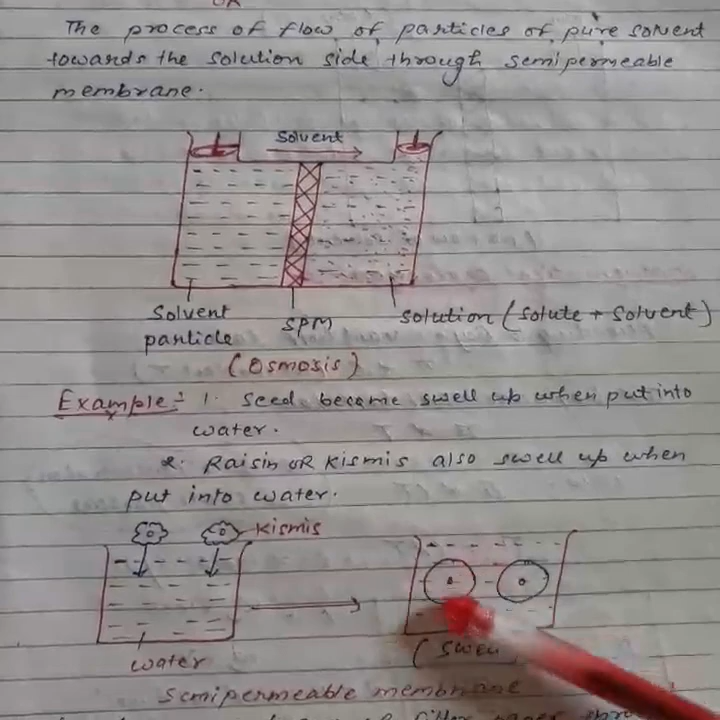 OR
The process of flow of particles of pure solvent
towards the solution side through semipermeable
membrane.
Solvent
Solvent
particle
SPM
solution (solute + solvent)
(Osmosis)
Example:- 1. Seed became swell up when put into
water.
2. Raisin OR Kismis also swell up when
put into water.
Kismis
water
(swell
Semipermeable membrane